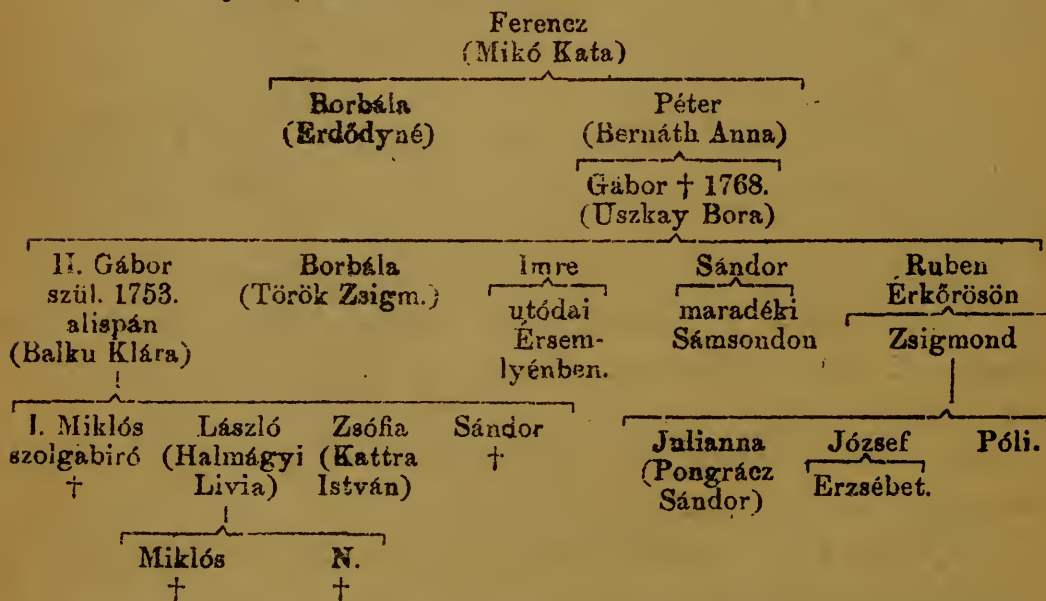 Ferencz
(Mikó Kata)
Borbála Péter
(Erdődyné) (Bernáth Anna)
Gábor † 1768.
(Uszkay Bora)
II. Gábor Borbála Imre Sándor Ruben
szül. 1753. (Török Zsigm.) Érkőrösön
alispán utódai maradéki
(Balku Klára) Érsem- Sámsondon Zsigmond
lyénben.
I. Miklós László Zsófia Sándor
szolgabiró (Halmágyi (Kattra † Julianna József Póli.
† Livia) István) (Pongrácz Erzsébet.
Sándor)
Miklós N.
† †